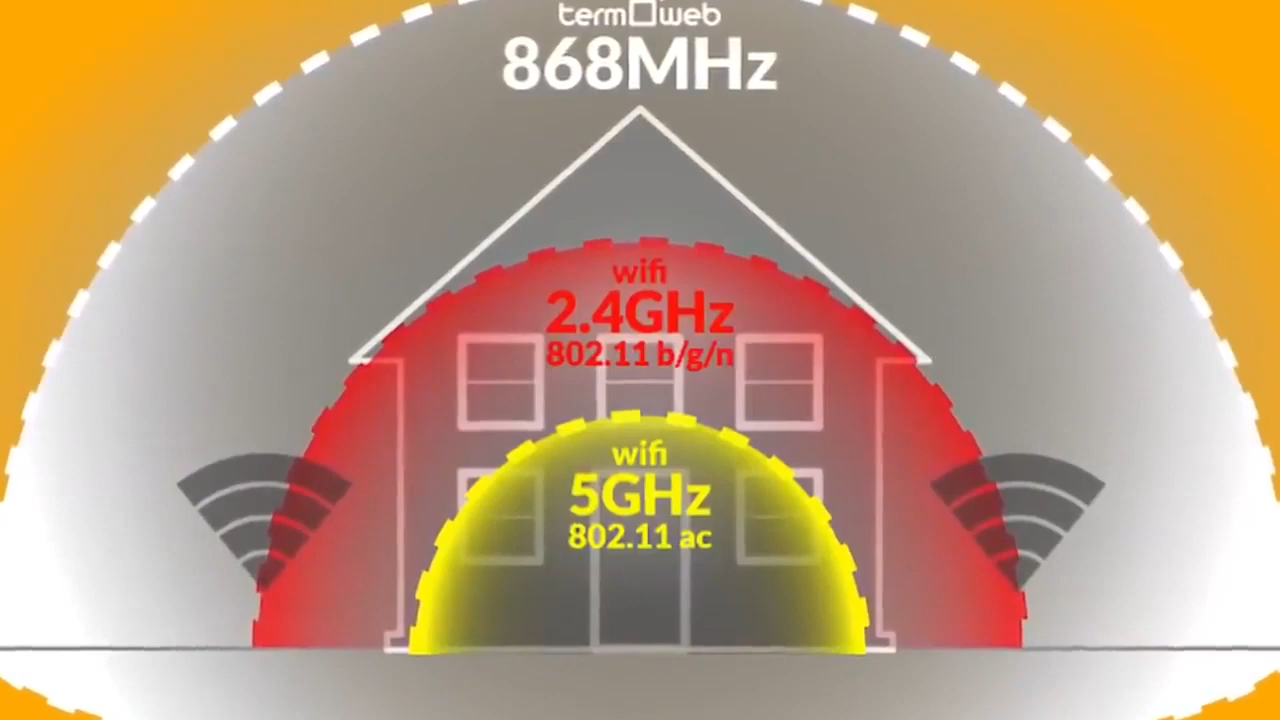 term web
868MHz
wifi
2.4GHz
802.11 b/g/n
wifi
5GHz
802.11 ac